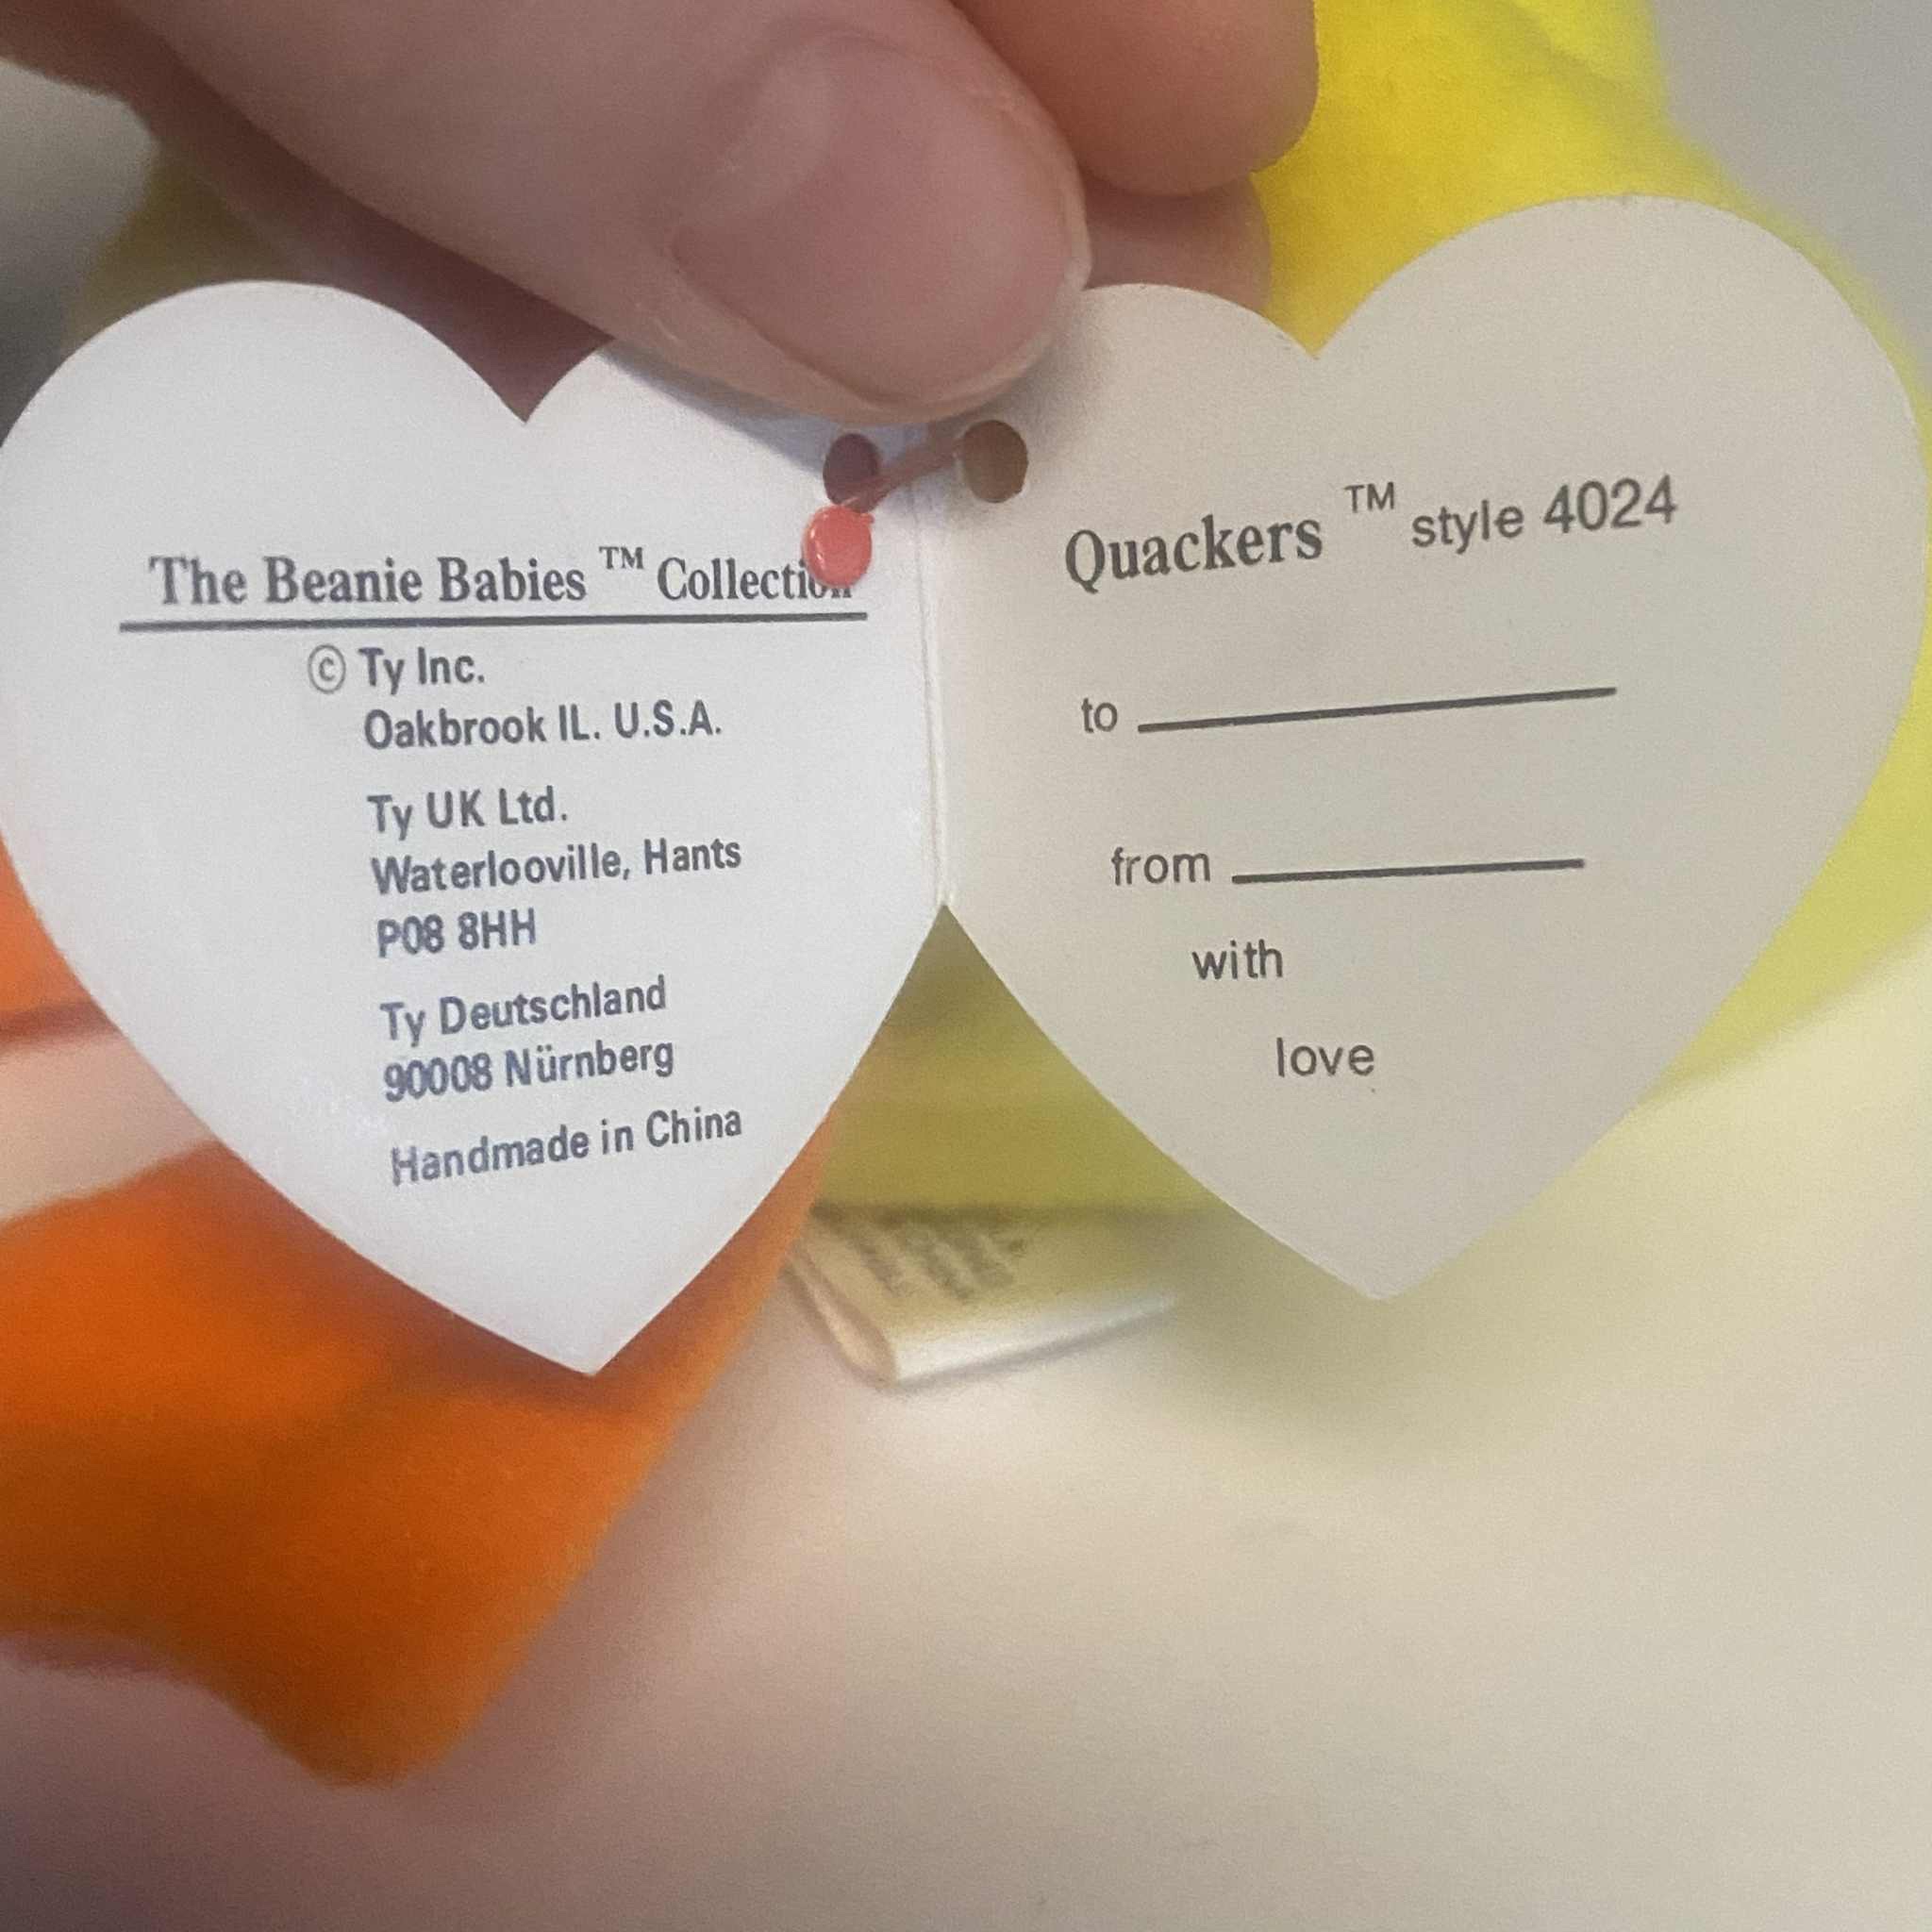 The Beanie Babies ™ Collection
© Ty Inc.
Oakbrook IL. U.S.A.
Ty UK Ltd.
Waterlooville, Hants
P08 8HH
Ty Deutschland
90008 Nürnberg
Handmade in China
Quackers ™ style 4024
to
from
with
love